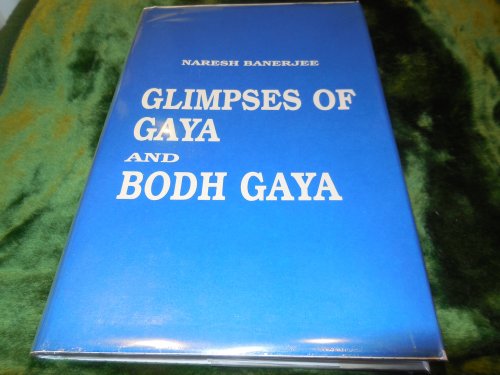 NARESH BANERJEE
GLIMPSES OF
GAYA
AND
BODH GAYA